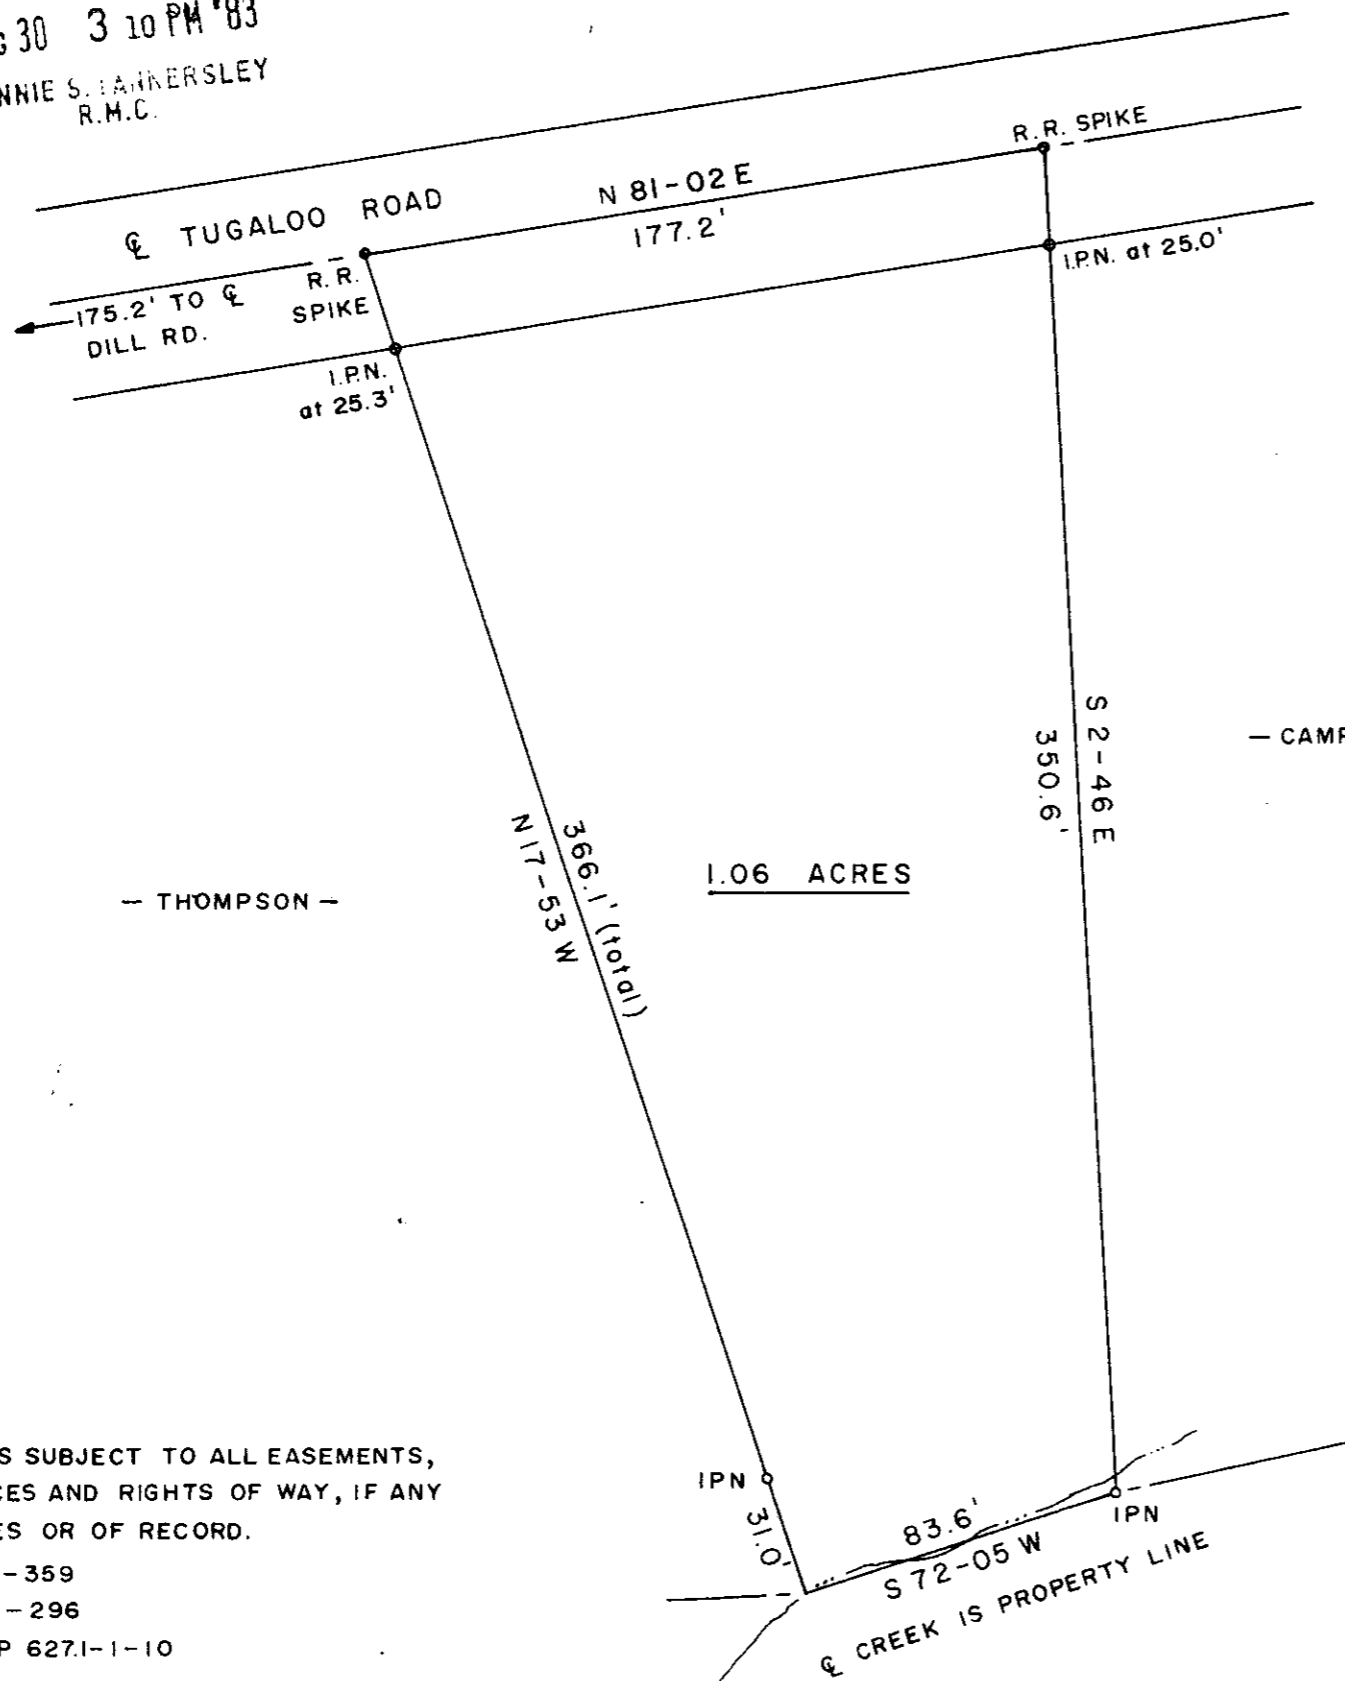 30 3 10 PM '83
NNIE S. TANKERSLEY
R.M.C.
R.R. SPIKE
N 81-02 E
177.2'
℄ TUGALOO ROAD
R.R.
SPIKE
175.2' TO ℄
DILL RD.
I.P.N. at 25.0'
I.P.N.
at 25.3'
S 2-46 E
350.6'
— CAMP
366.1' (total)
N 17-53 W
1.06 ACRES
— THOMPSON —
S SUBJECT TO ALL EASEMENTS,
CES AND RIGHTS OF WAY, IF ANY
ES OR OF RECORD.
-359
-296
P 627.1-1-10
IPN
31.0'
83.6'
S 72-05 W
IPN
℄ CREEK IS PROPERTY LINE